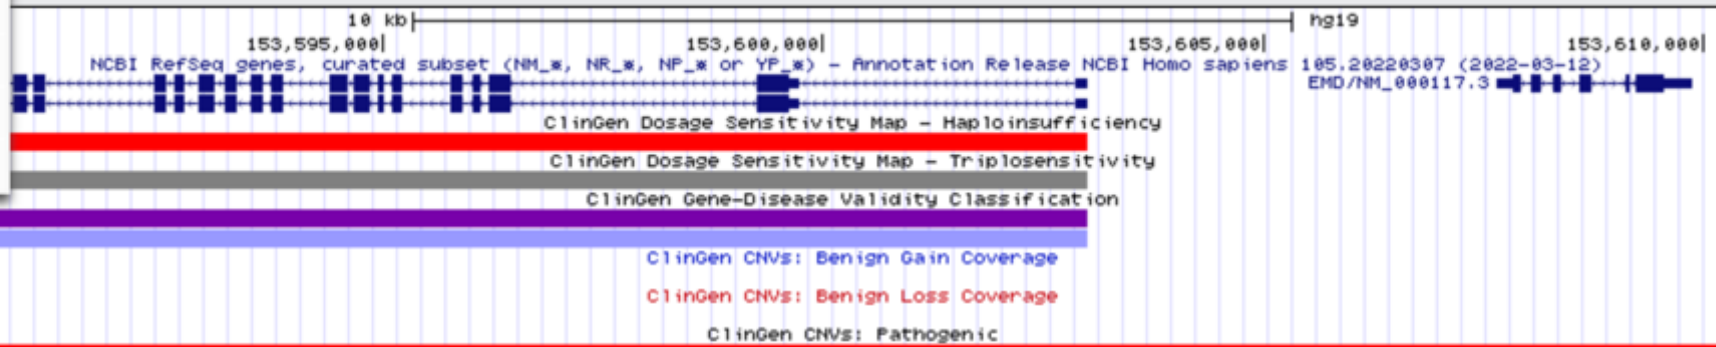 10 kb hg19
153,595,000| 153,600,000| 153,605,000| 153,610,000|
NCBI RefSeq genes, curated subset (NM_*, NR_*, NP_* or YP_*) - Annotation Release NCBI Homo sapiens 105.20220307 (2022-03-12)
EMD/NM_000117.3
ClinGen Dosage Sensitivity Map - Haploinsufficiency
ClinGen Dosage Sensitivity Map - Triplosensitivity
ClinGen Gene-Disease Validity Classification
ClinGen CNVs: Benign Gain Coverage
ClinGen CNVs: Benign Loss Coverage
ClinGen CNVs: Pathogenic